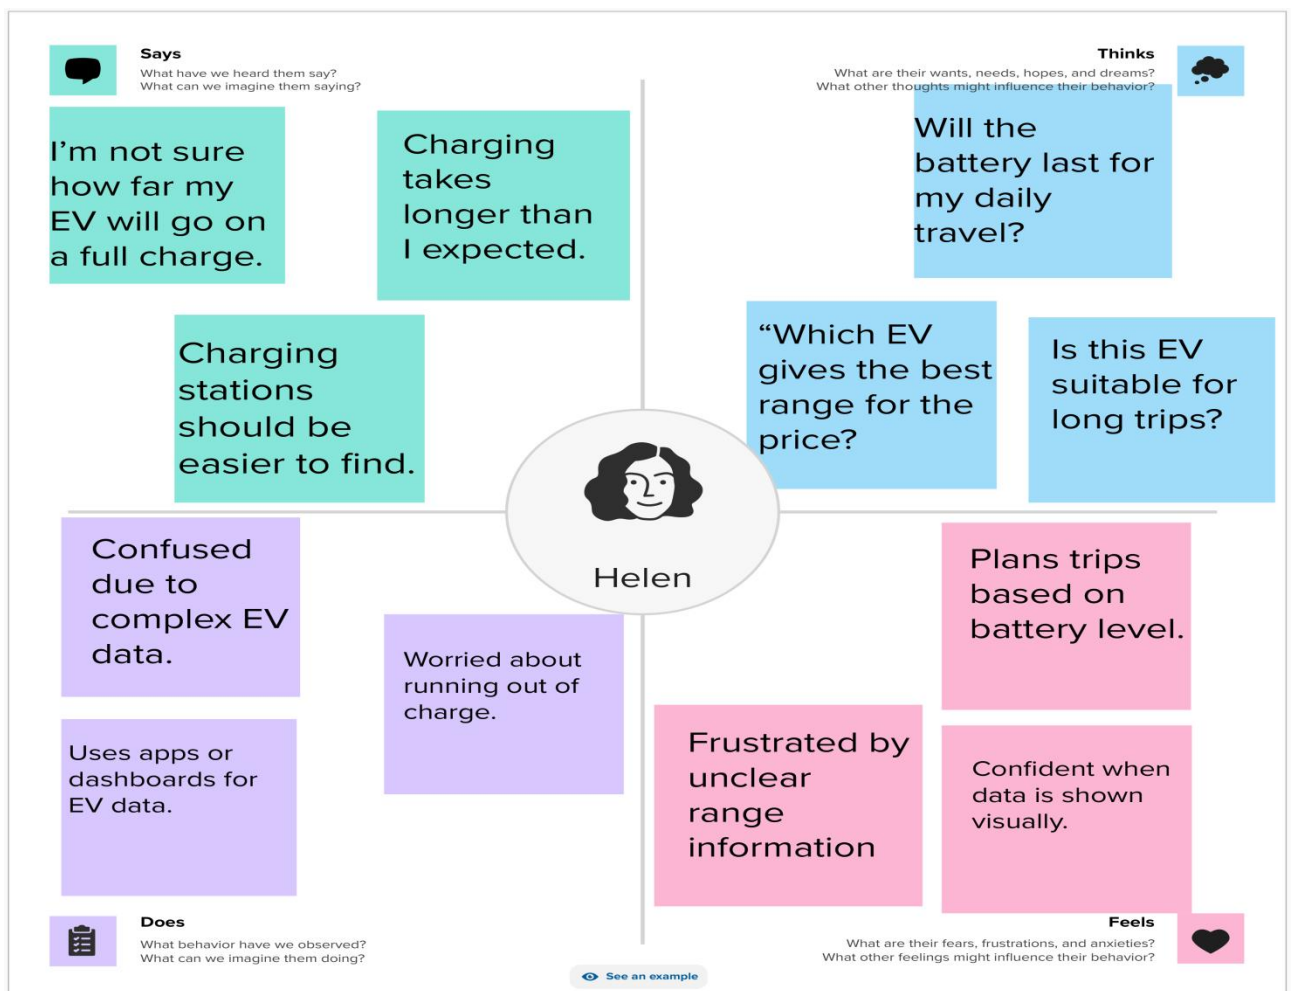 Says
What have we heard them say?
What can we imagine them saying?
I’m not sure
how far my
EV will go on
a full charge.
Charging
takes
longer than
I expected.
Charging
stations
should be
easier to find.
Thinks
What are their wants, needs, hopes, and dreams?
What other thoughts might influence their behavior?
Will the
battery last for
my daily
travel?
“Which EV
gives the best
range for the
price?
Is this EV
suitable for
long trips?
Helen
Confused
due to
complex EV
data.
Worried about
running out of
charge.
Uses apps or
dashboards for
EV data.
Does
What behavior have we observed?
What can we imagine them doing?
Plans trips
based on
battery level.
Frustrated by
unclear
range
information
Confident when
data is shown
visually.
Feels
What are their fears, frustrations, and anxieties?
What other feelings might influence their behavior?
See an example